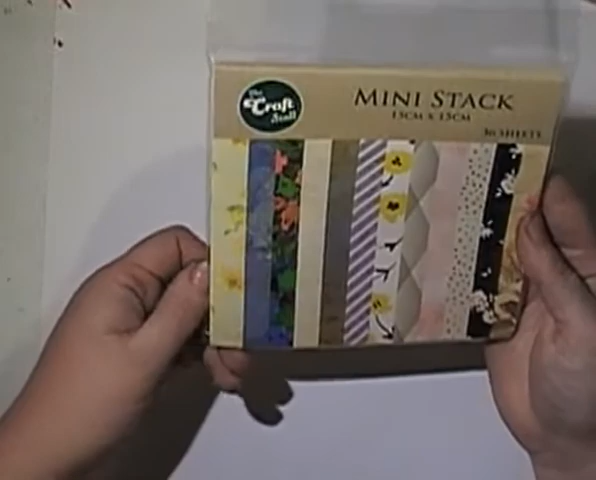 The
Craft
Stall
MINI STACK
15CM X 15CM
36 SHEETS